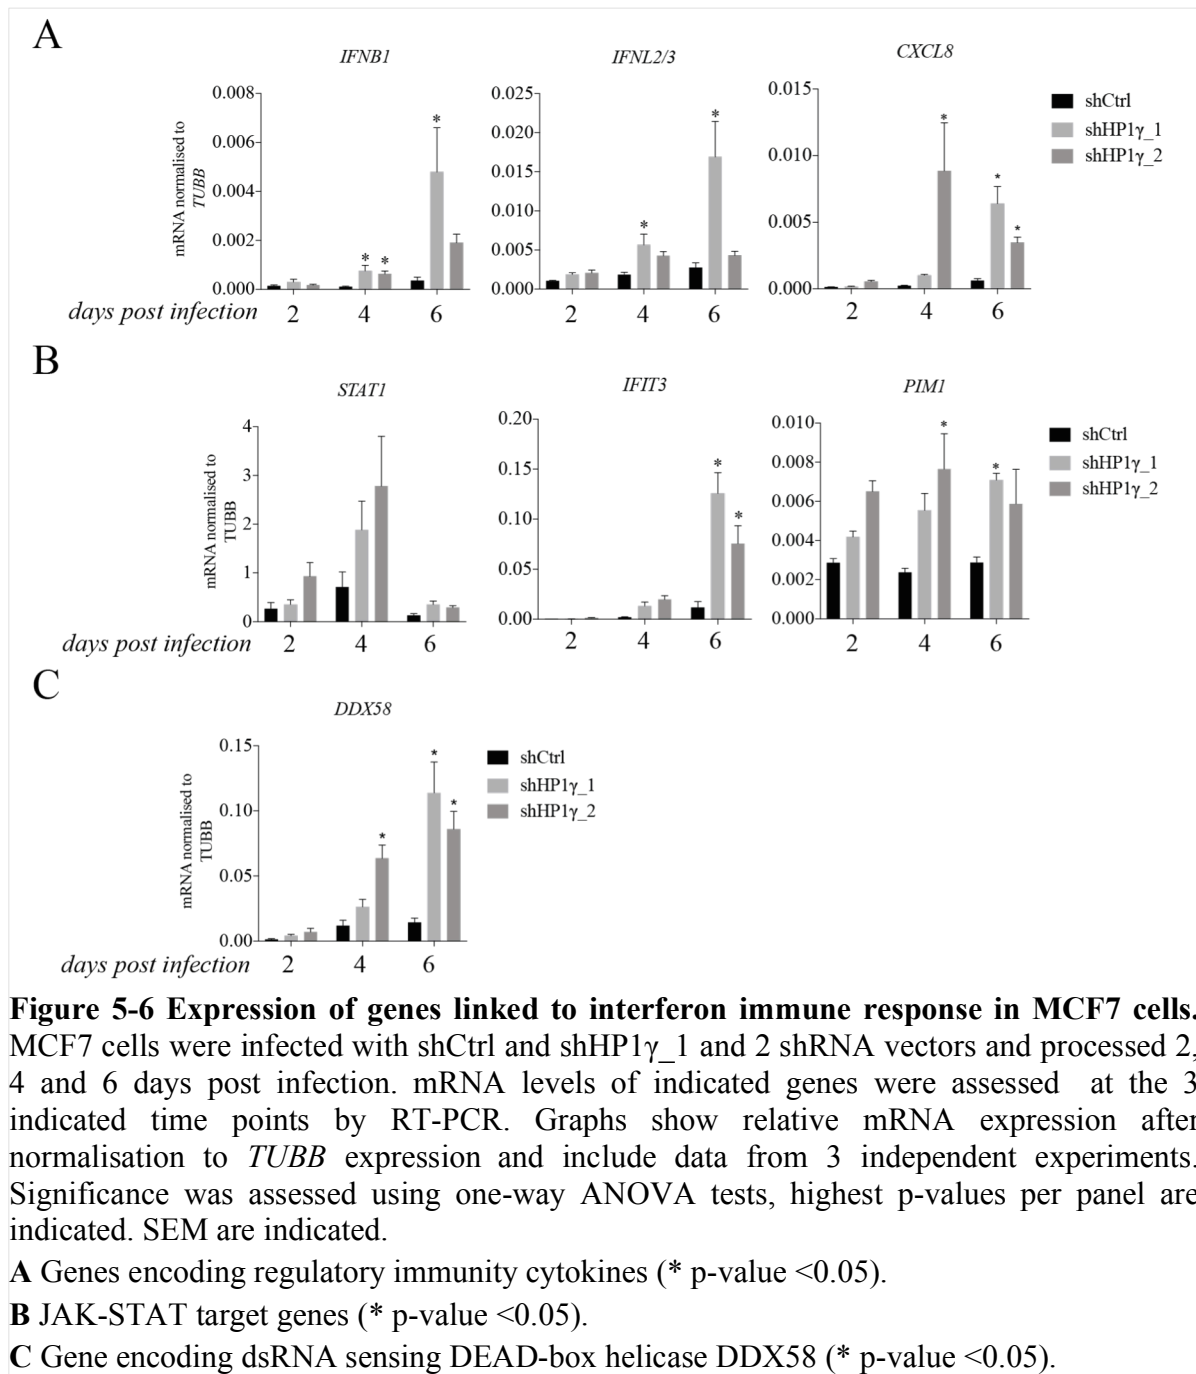 A
IFNB1
IFNL2/3
CXCL8
mRNA normalised to
TUBB
0.008
0.006
0.004
0.002
0.000
0.025
0.020
0.015
0.010
0.005
0.000
0.015
0.010
0.005
0.000
* * *
* *
* * *
shCtrl
shHP1γ_1
shHP1γ_2
days post infection 2 4 6
2 4 6
2 4 6
B
STAT1
IFIT3
PIM1
mRNA normalised to
TUBB
4
3
2
1
0
0.20
0.15
0.10
0.05
0.00
0.010
0.008
0.006
0.004
0.002
0.000
* *
* *
shCtrl
shHP1γ_1
shHP1γ_2
days post infection 2 4 6
2 4 6
2 4 6
C
DDX58
mRNA normalised to
TUBB
0.15
0.10
0.05
0.00
* * *
shCtrl
shHP1γ_1
shHP1γ_2
days post infection 2 4 6
Figure 5-6 Expression of genes linked to interferon immune response in MCF7 cells.
MCF7 cells were infected with shCtrl and shHP1γ_1 and 2 shRNA vectors and processed 2,
4 and 6 days post infection. mRNA levels of indicated genes were assessed at the 3
indicated time points by RT-PCR. Graphs show relative mRNA expression after
normalisation to TUBB expression and include data from 3 independent experiments.
Significance was assessed using one-way ANOVA tests, highest p-values per panel are
indicated. SEM are indicated.
A Genes encoding regulatory immunity cytokines (* p-value <0.05).
B JAK-STAT target genes (* p-value <0.05).
C Gene encoding dsRNA sensing DEAD-box helicase DDX58 (* p-value <0.05).